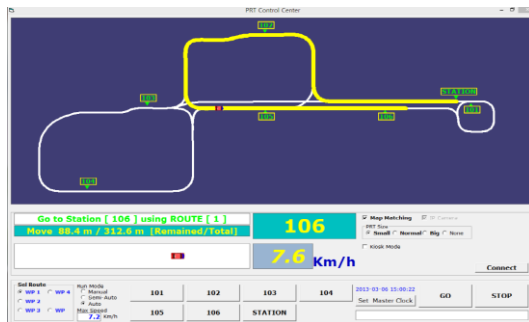 PRT Control Center
102
STATION
103
105
106
101
104
Go to Station [ 106 ] using ROUTE [ 1 ]
Move 88.4 m / 312.6 m [Remained/Total]
106
7.6 Km/h
Map Matching
IR Camera
PRT Size
Small Normal Big None
Kiosk Mode
Connect
Sel Route
WP 1 WP 4
WP 2
WP 3 WP
Run Mode
Manual
Semi-Auto
Auto
Max Speed
7.2 Km/h
101 102 103 104
105 106 STATION
2013-03-06 15:00:22
Set Master Clock
GO
STOP